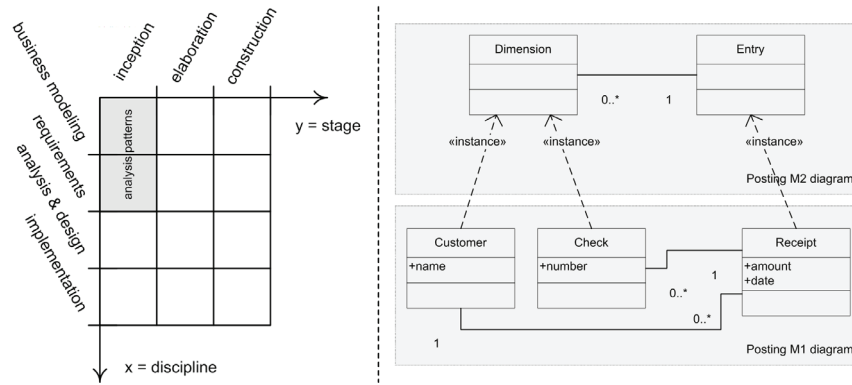 inception
elaboration
construction
business modeling
requirements
analysis & design
implementation
analysis patterns
y = stage
x = discipline
Dimension
Entry
0..*
1
«instance»
«instance»
«instance»
Posting M2 diagram
Customer
+name
Check
+number
Receipt
+amount
+date
1
0..*
0..*
1
Posting M1 diagram